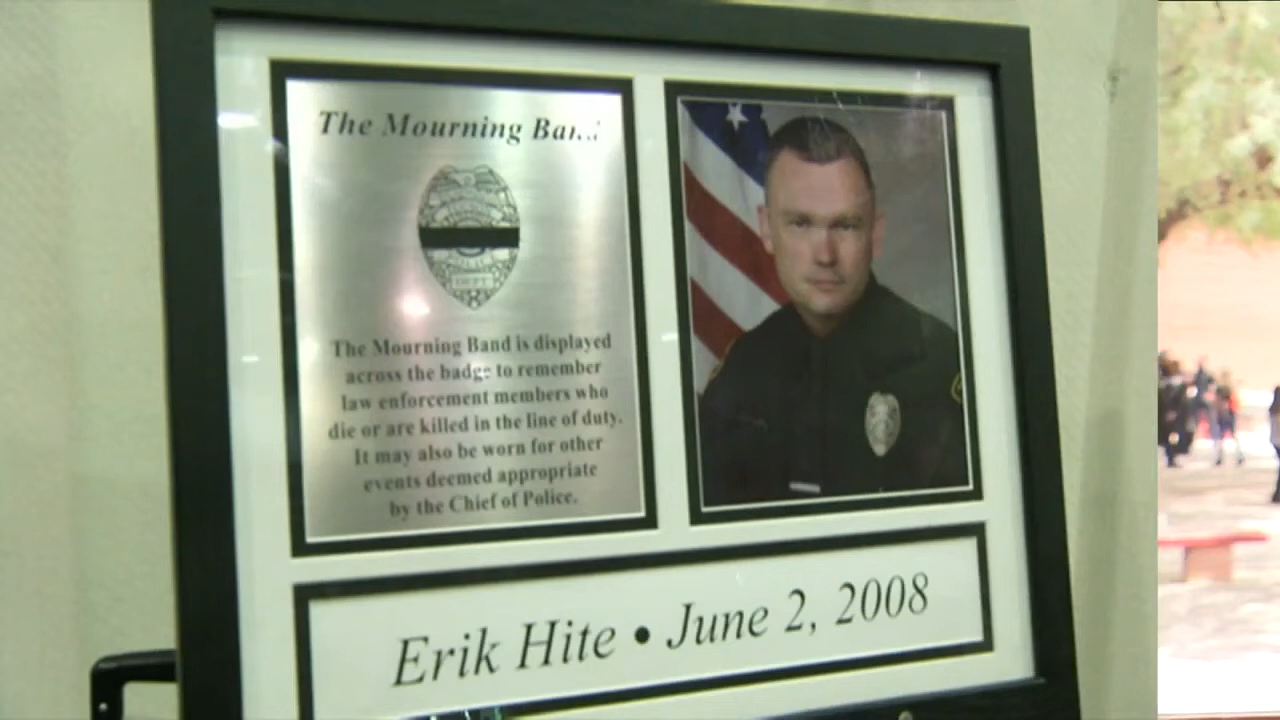 The Mourning Band
The Mourning Band is displayed
across the badge to remember
law enforcement members who
die or are killed in the line of duty.
It may also be worn for other
events deemed appropriate
by the Chief of Police.
Erik Hite • June 2, 2008